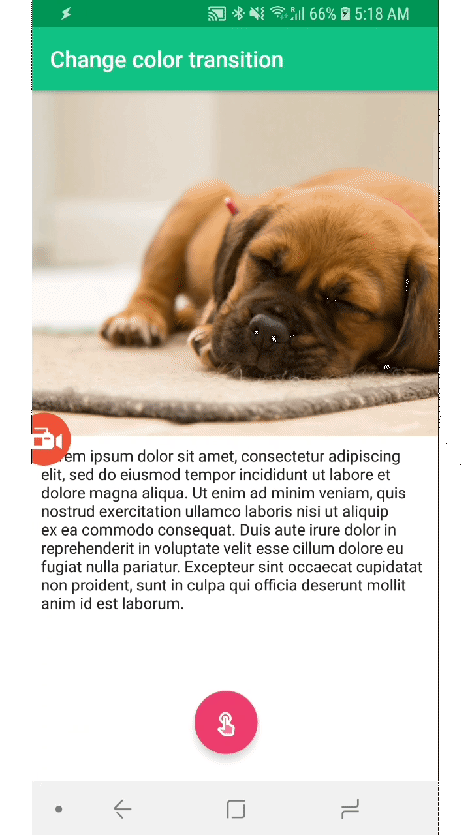 66% 5:18 AM
Change color transition
em ipsum dolor sit amet, consectetur adipiscing
elit, sed do eiusmod tempor incididunt ut labore et
dolore magna aliqua. Ut enim ad minim veniam, quis
nostrud exercitation ullamco laboris nisi ut aliquip
ex ea commodo consequat. Duis aute irure dolor in
reprehenderit in voluptate velit esse cillum dolore eu
fugiat nulla pariatur. Excepteur sint occaecat cupidatat
non proident, sunt in culpa qui officia deserunt mollit
anim id est laborum.